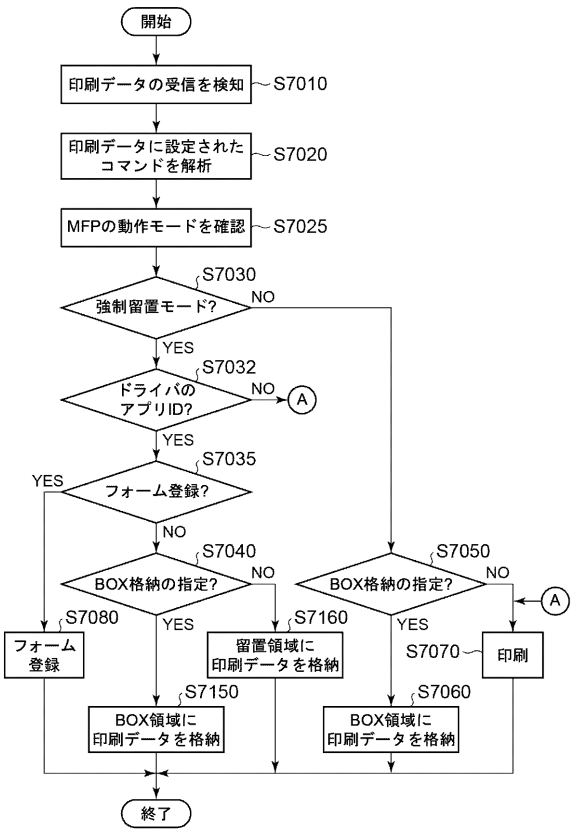 開始
印刷データの受信を検知
S7010
印刷データに設定された
コマンドを解析
S7020
MFPの動作モードを確認
S7025
S7030
強制留置モード?
NO
YES
S7032
ドライバの
アプリID?
NO
A
YES
S7035
フォーム登録?
YES
NO
S7040
BOX格納の指定?
NO
YES
S7050
BOX格納の指定?
NO
YES
A
S7080
フォーム
登録
S7160
留置領域に
印刷データを格納
S7070
印刷
S7150
BOX領域に
印刷データを格納
S7060
BOX領域に
印刷データを格納
終了